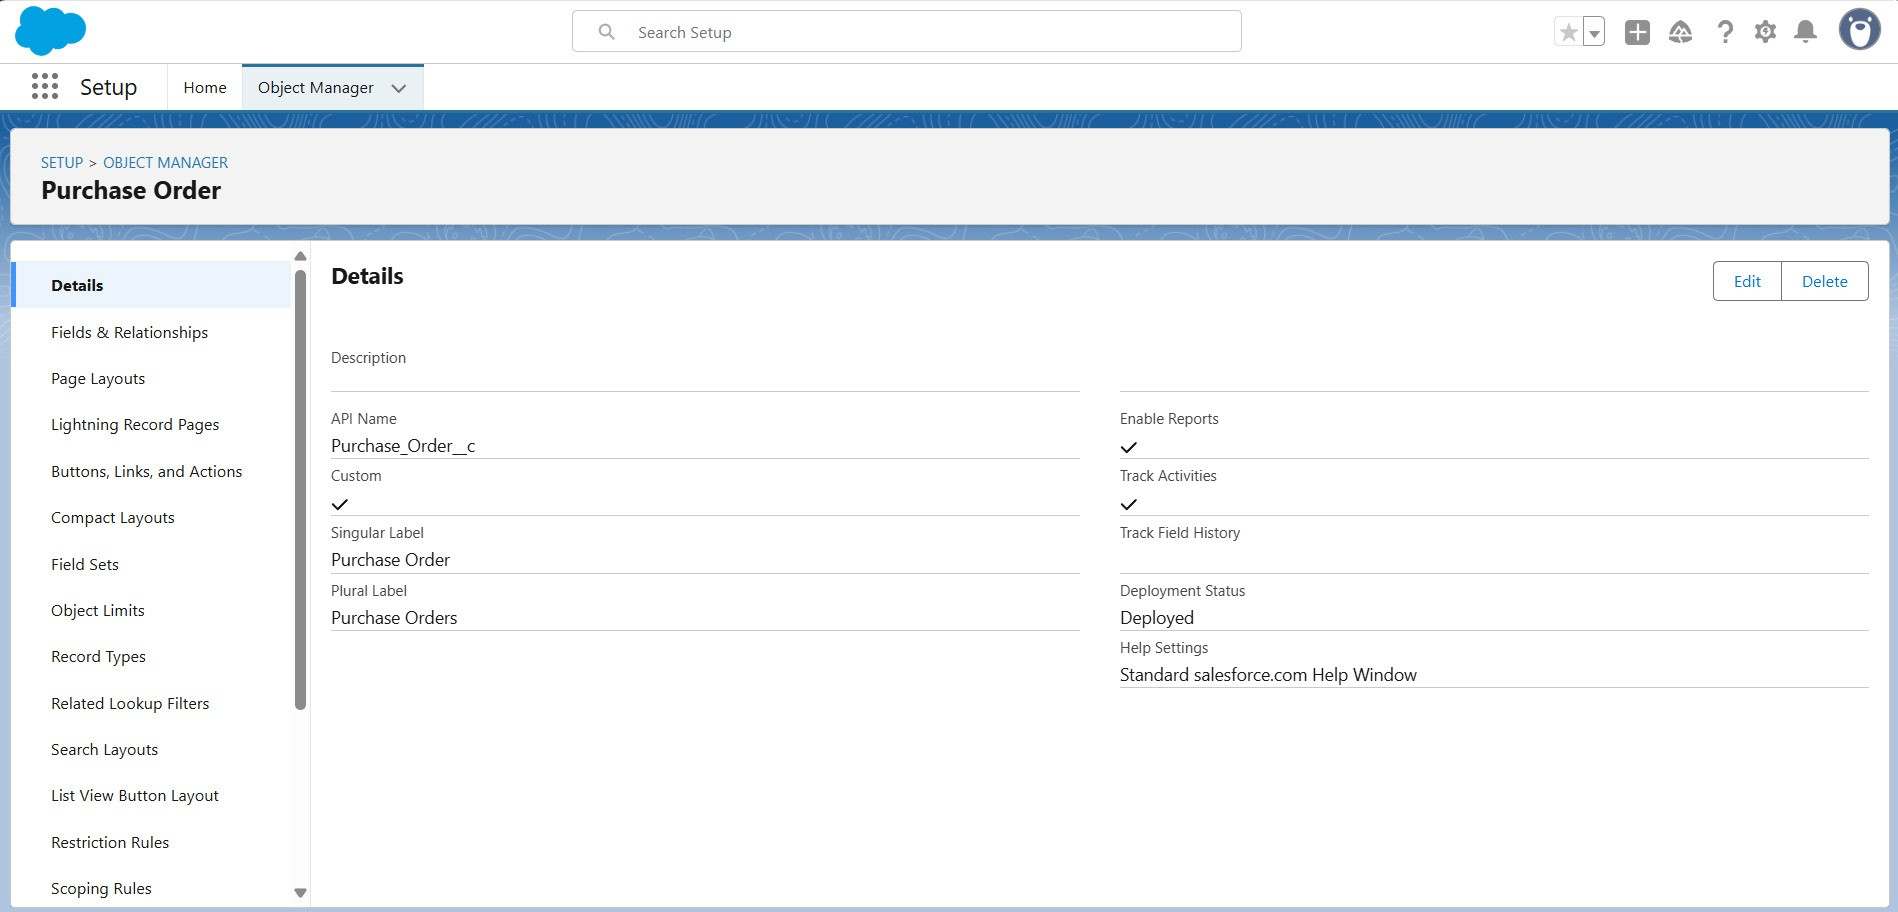 Search Setup
Setup
Home
Object Manager
SETUP > OBJECT MANAGER
Purchase Order
Details
Fields & Relationships
Page Layouts
Lightning Record Pages
Buttons, Links, and Actions
Compact Layouts
Field Sets
Object Limits
Record Types
Related Lookup Filters
Search Layouts
List View Button Layout
Restriction Rules
Scoping Rules
Details
Edit
Delete
Description
API Name
Purchase_Order__c
Custom
Singular Label
Purchase Order
Plural Label
Purchase Orders
Enable Reports
Track Activities
Track Field History
Deployment Status
Deployed
Help Settings
Standard salesforce.com Help Window